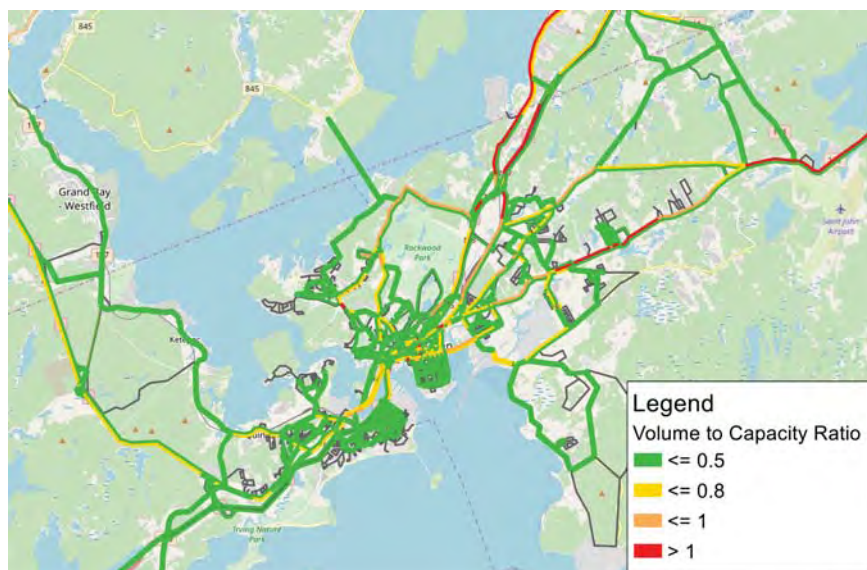 845
845
Grand Bay
- Westfield
Rockwood
Park
Saint John
Airport
Irving Nature
Park
Legend
Volume to Capacity Ratio
<= 0.5
<= 0.8
<= 1
> 1